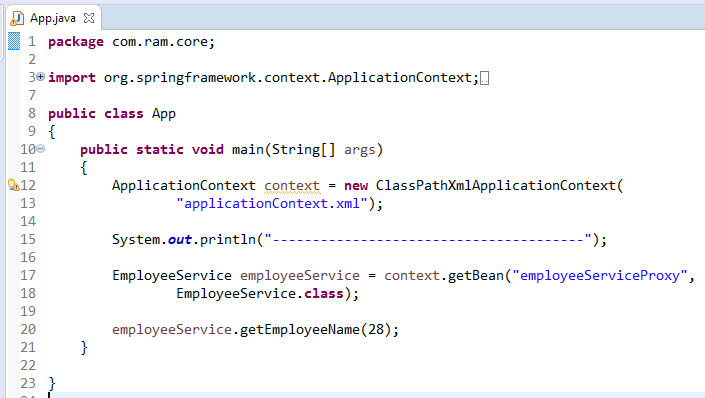 App.java
1 package com.ram.core;
2
3 import org.springframework.context.ApplicationContext;
7
8 public class App
9 {
10 public static void main(String[] args)
11 {
12 ApplicationContext context = new ClassPathXmlApplicationContext(
13 "applicationContext.xml");
14
15 System.out.println("---------------------------------------");
16
17 EmployeeService employeeService = context.getBean("employeeServiceProxy",
18 EmployeeService.class);
19
20 employeeService.getEmployeeName(28);
21 }
22
23 }
24